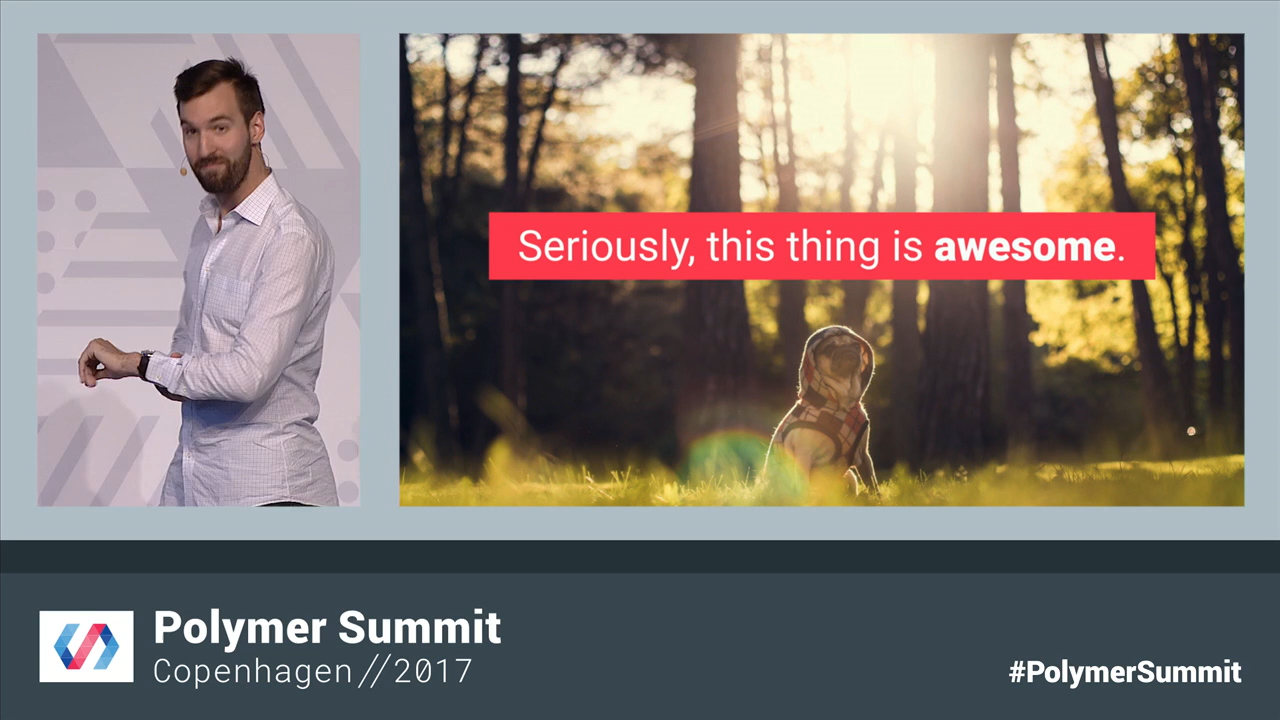 Seriously, this thing is awesome.
Polymer Summit
Copenhagen//2017
#PolymerSummit